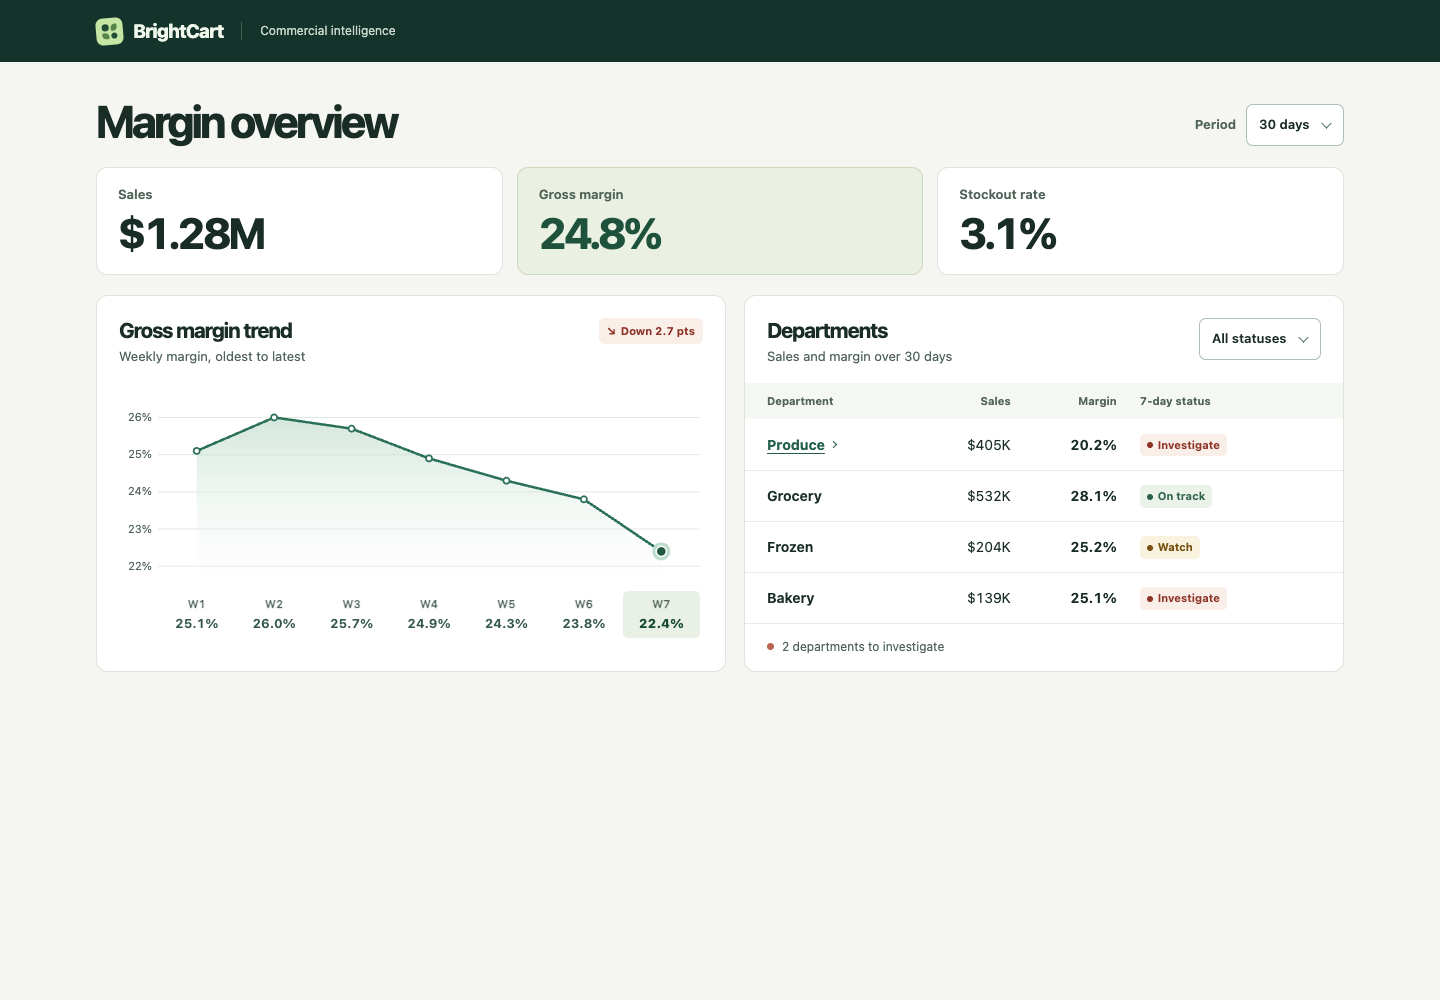 BrightCart
Commercial intelligence
Margin overview
Period
30 days
Sales
$1.28M
Gross margin
24.8%
Stockout rate
3.1%
Gross margin trend
Down 2.7 pts
Weekly margin, oldest to latest
26%
25%
24%
23%
22%
W1 W2 W3 W4 W5 W6 W7
25.1% 26.0% 25.7% 24.9% 24.3% 23.8% 22.4%
Departments
All statuses
Sales and margin over 30 days
Department Sales Margin 7-day status
Produce $405K 20.2% Investigate
Grocery $532K 28.1% On track
Frozen $204K 25.2% Watch
Bakery $139K 25.1% Investigate
2 departments to investigate